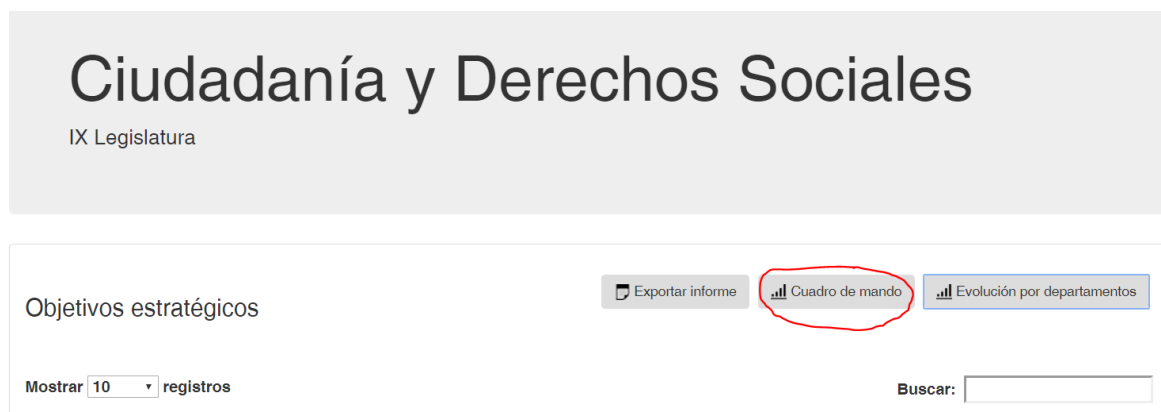 Ciudadanía y Derechos Sociales
IX Legislatura
Objetivos estratégicos
Exportar informe
Cuadro de mando
Evolución por departamentos
Mostrar 10 registros
Buscar: